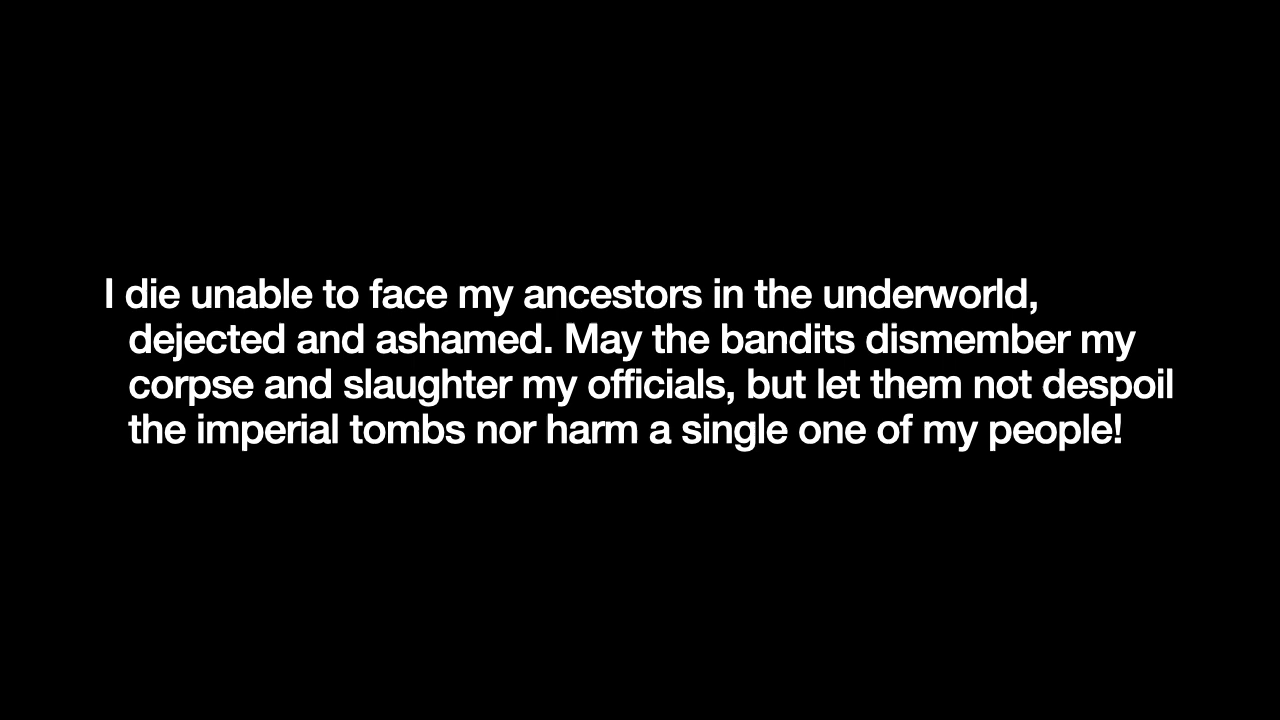 I die unable to face my ancestors in the underworld,
dejected and ashamed. May the bandits dismember my
corpse and slaughter my officials, but let them not despoil
the imperial tombs nor harm a single one of my people!